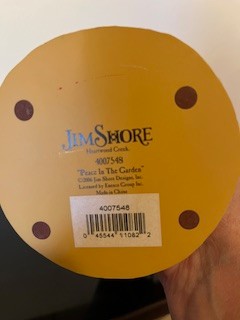 JIM SHORE
Heartwood Creek
4007548
"Peace In The Garden"
©2006 Jim Shore Designs, Inc.
Licensed by Enesco Group Inc.
Made in China
4007548
0 45544 11062 2